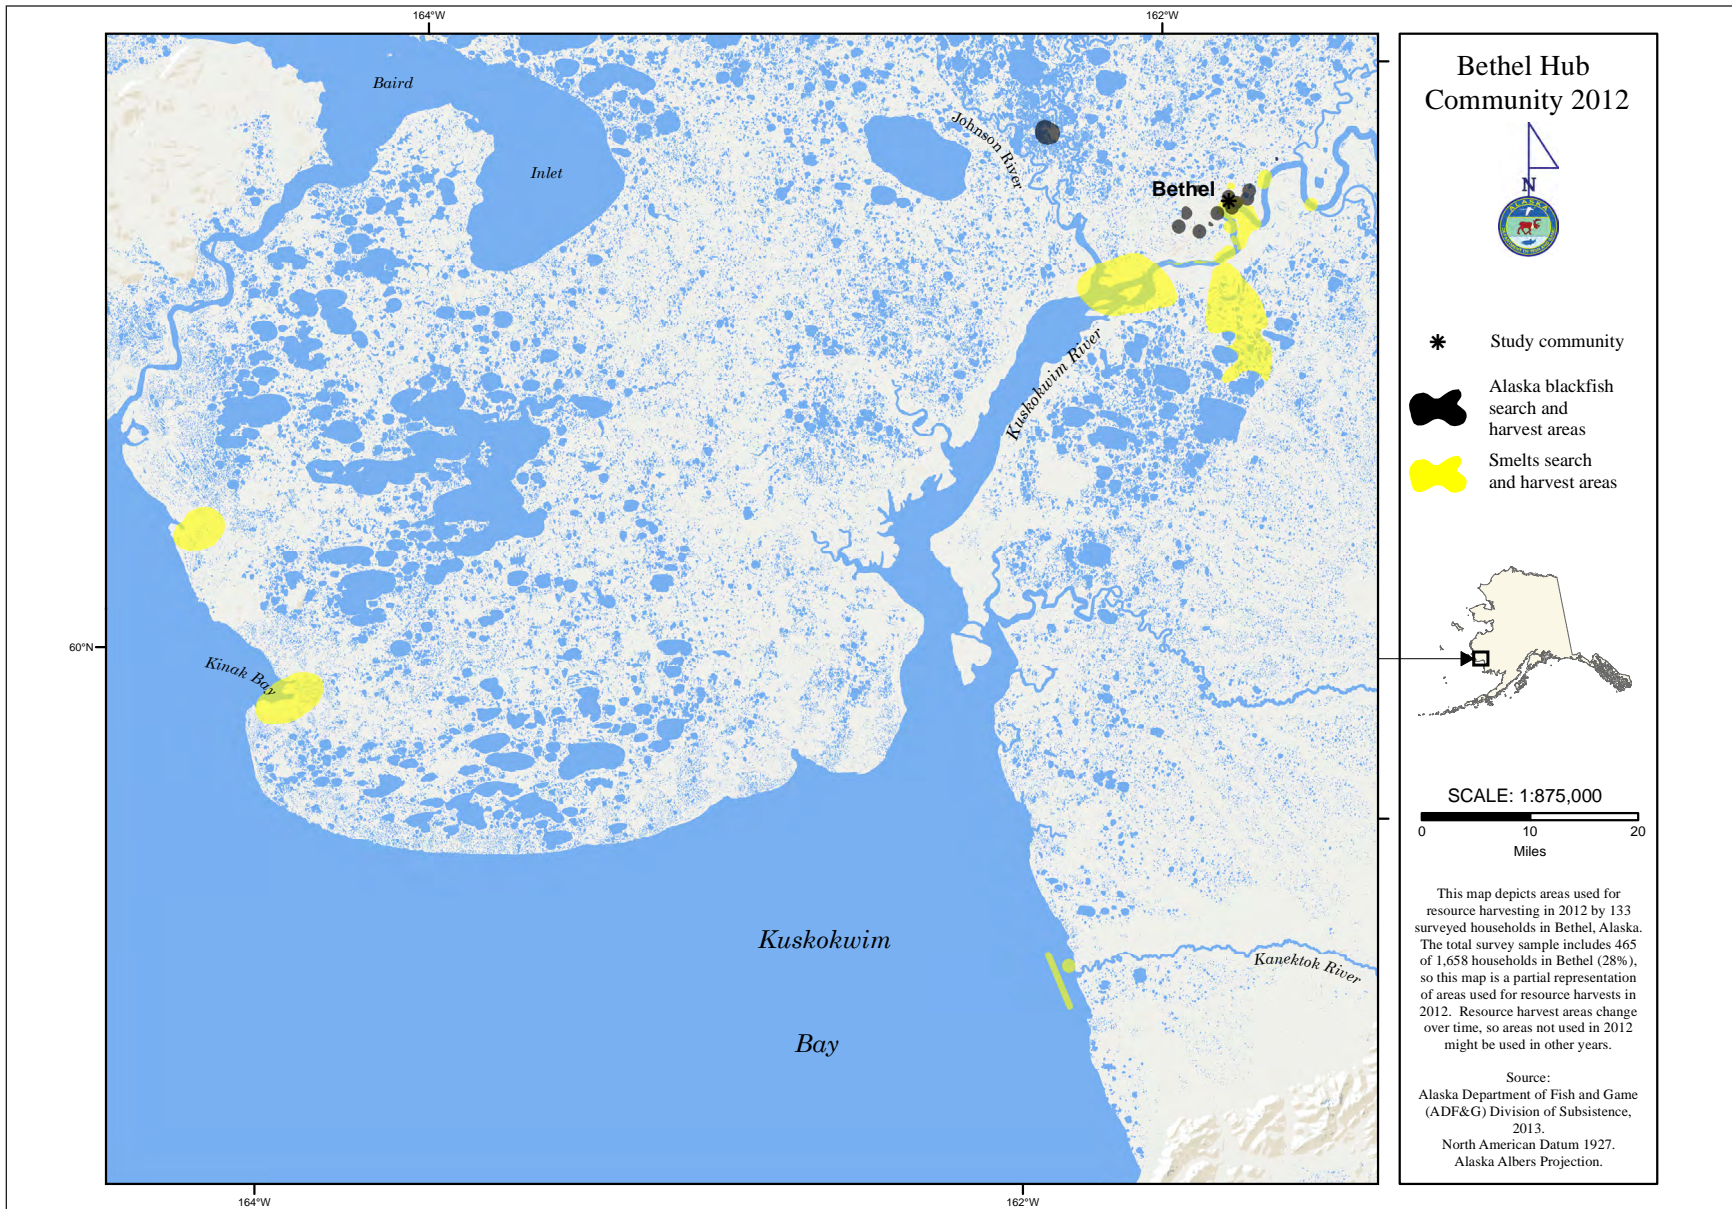 164°W
162°W
Baird
Inlet
Johnson River
Bethel
Kuskokwim River
60°N
Kinak Bay
Kuskokwim
Bay
Kanektok River
164°W
162°W
Bethel Hub
Community 2012
N
ALASKA
Study community
Alaska blackfish
search and
harvest areas
Smelts search
and harvest areas
SCALE: 1:875,000
0 10 20
Miles
This map depicts areas used for
resource harvesting in 2012 by 133
surveyed households in Bethel, Alaska.
The total survey sample includes 465
of 1,658 households in Bethel (28%),
so this map is a partial representation
of areas used for resource harvests in
2012. Resource harvest areas change
over time, so areas not used in 2012
might be used in other years.
Source:
Alaska Department of Fish and Game
(ADF&G) Division of Subsistence,
2013.
North American Datum 1927.
Alaska Albers Projection.